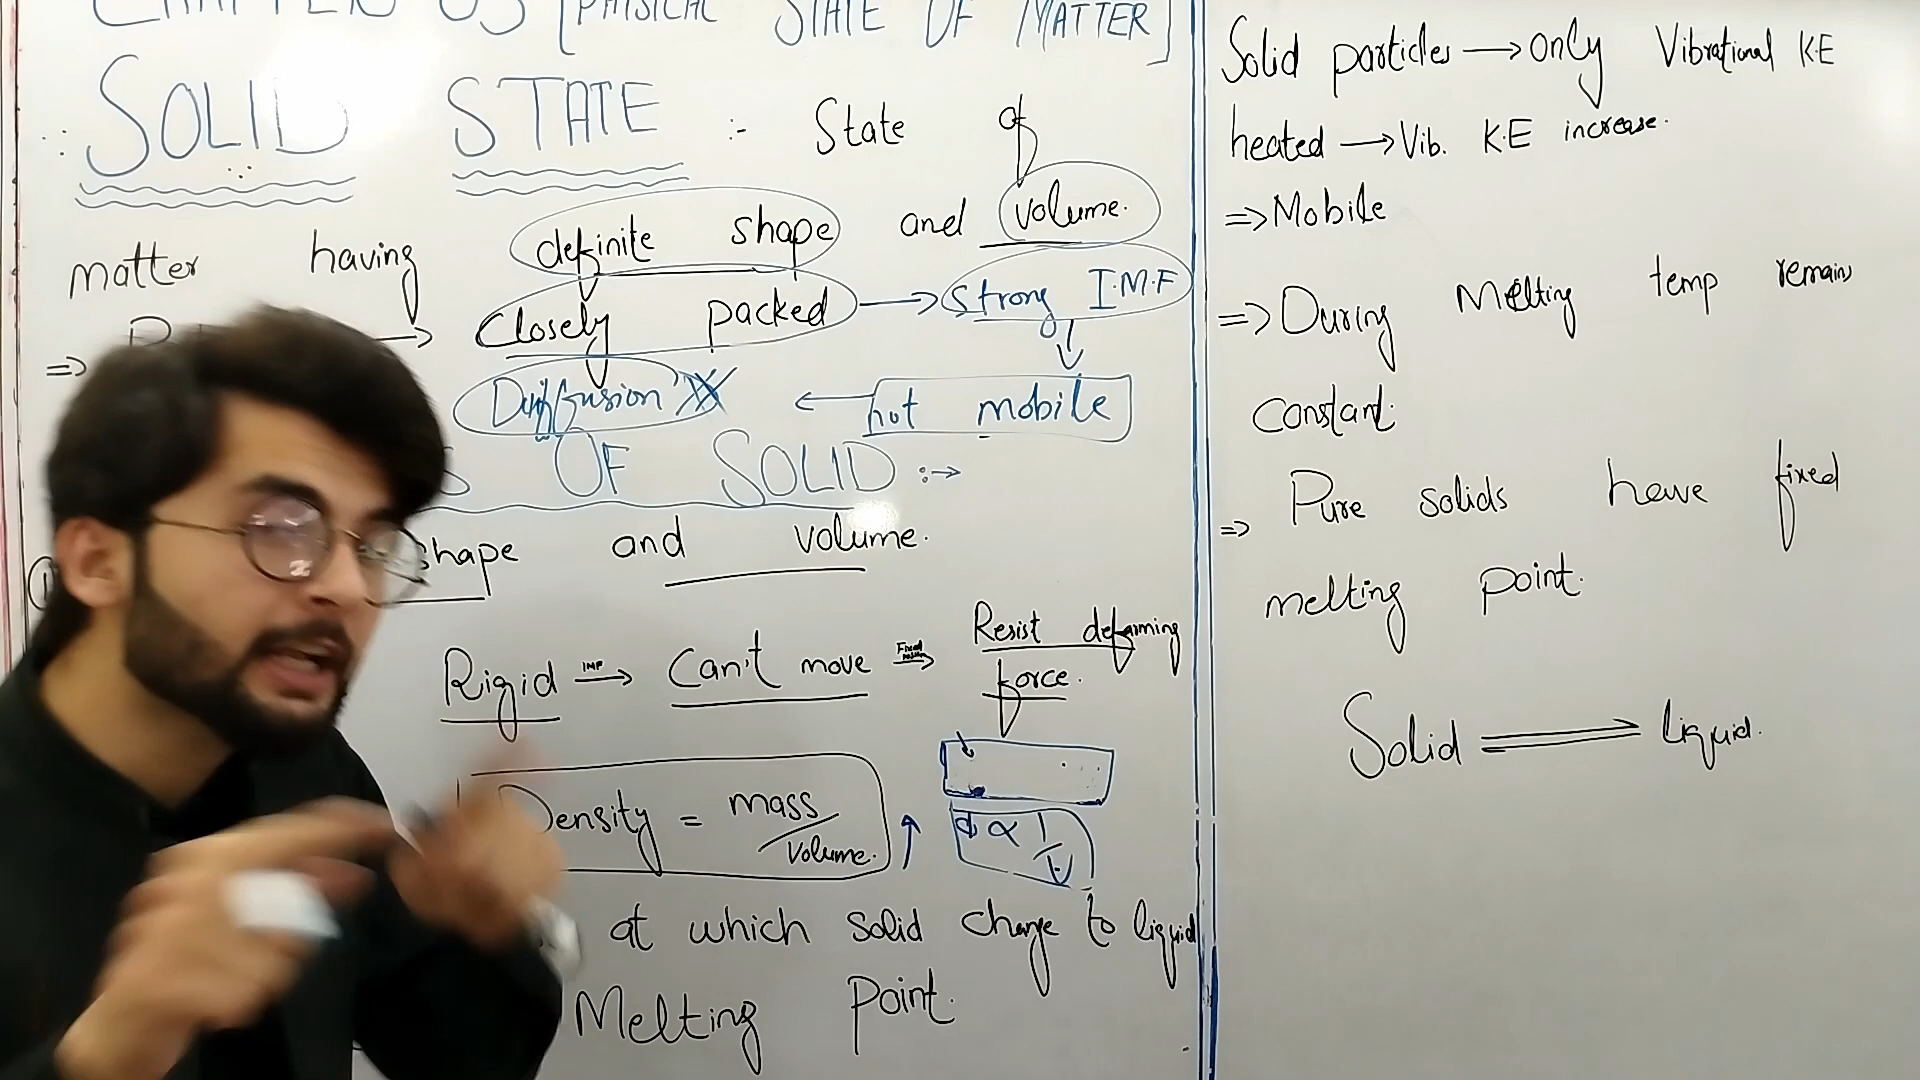 [PHYSICAL STATE OF MATTER]
SOLID STATE :- State of
matter having definite shape and volume.
=> → Closely packed → strong I.M.F
Diffusion ← not mobile
OF SOLID :→
shape and volume.
Rigid → Can't move → Resist deforming
force.
Density = mass/volume. ↑ d ∝ 1/v
at which solid change to liquid
Melting Point.
Solid particles → only Vibrational K.E
heated → Vib. K.E increase.
=> Mobile
=> During Melting temp remains
Constant.
=> Pure solids have fixed
melting point.
Solid liquid.